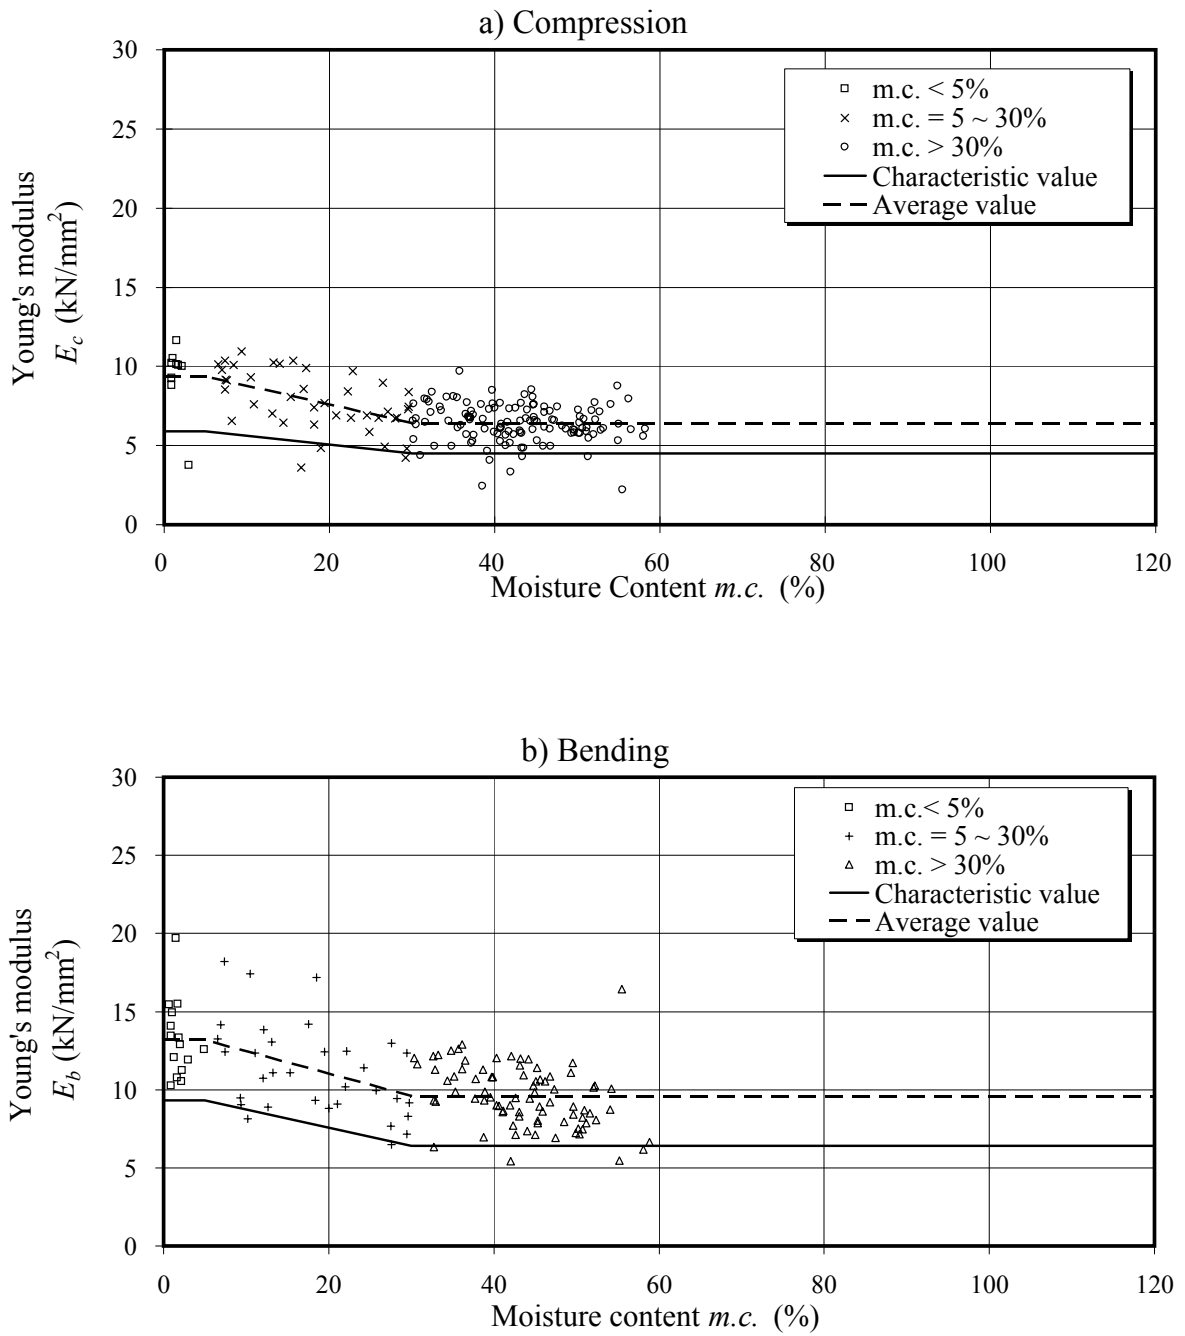 a) Compression
30
25
20
15
10
5
0
Young's modulus
E_c (kN/mm²)
m.c. < 5%
m.c. = 5 ~ 30%
m.c. > 30%
Characteristic value
Average value
0 20 40 60 80 100 120
Moisture Content m.c. (%)
b) Bending
30
25
20
15
10
5
0
Young's modulus
E_b (kN/mm²)
m.c.< 5%
m.c. = 5 ~ 30%
m.c. > 30%
Characteristic value
Average value
0 20 40 60 80 100 120
Moisture content m.c. (%)